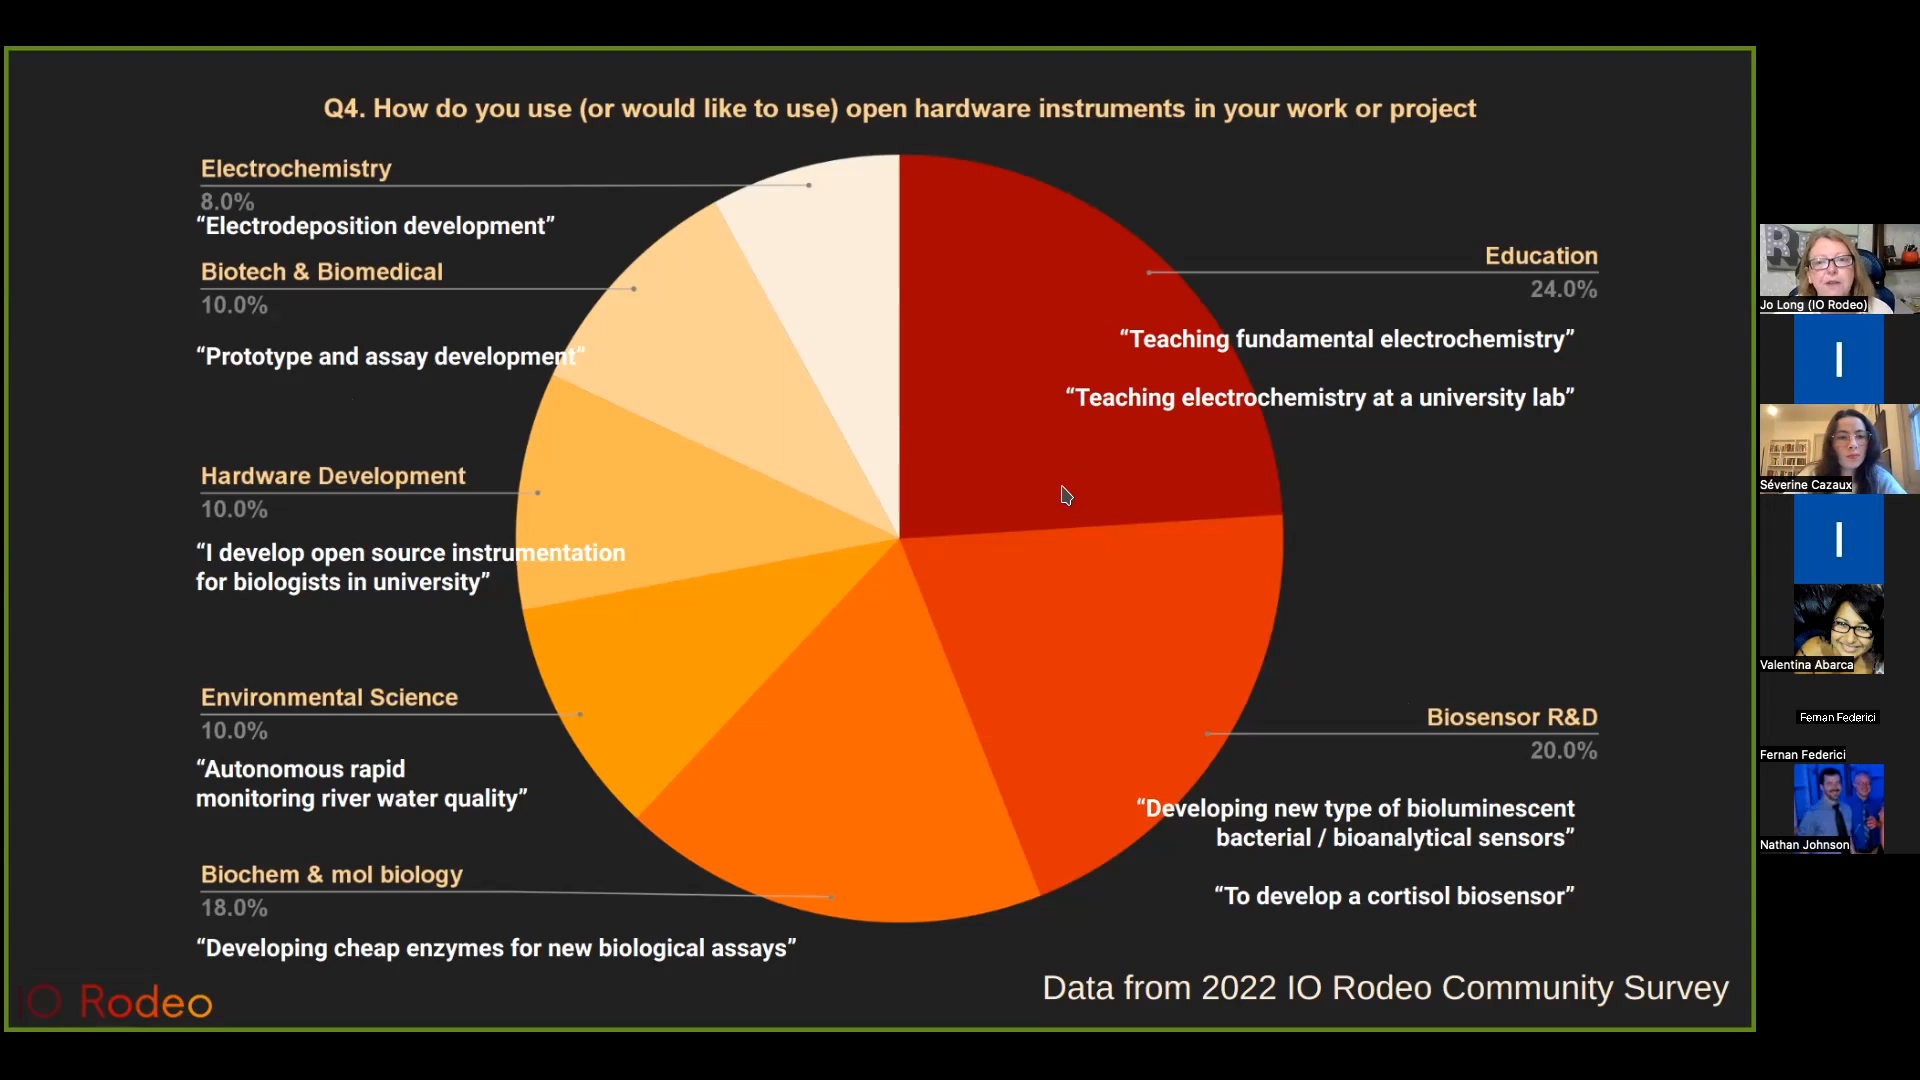 Q4. How do you use (or would like to use) open hardware instruments in your work or project
Electrochemistry
8.0%
“Electrodeposition development”
Biotech & Biomedical
10.0%
“Prototype and assay development”
Hardware Development
10.0%
“I develop open source instrumentation
for biologists in university”
Environmental Science
10.0%
“Autonomous rapid
monitoring river water quality”
Biochem & mol biology
18.0%
“Developing cheap enzymes for new biological assays”
Education
24.0%
“Teaching fundamental electrochemistry”
“Teaching electrochemistry at a university lab”
Biosensor R&D
20.0%
“Developing new type of bioluminescent
bacterial / bioanalytical sensors”
“To develop a cortisol biosensor”
IO Rodeo
Data from 2022 IO Rodeo Community Survey
R
Jo Long (IO Rodeo)
I
Séverine Cazaux
I
Valentina Abarca
Fernan Federici
Fernan Federici
Nathan Johnson